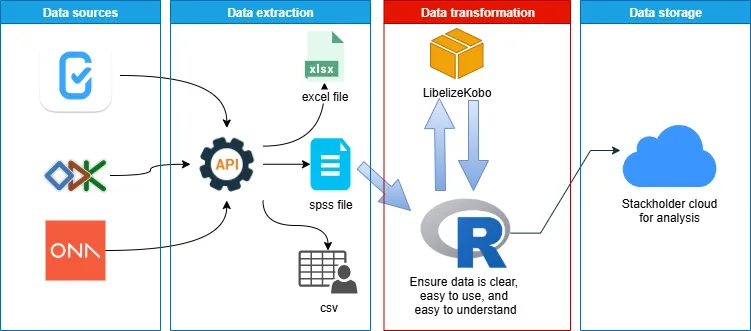 Data sources
Data extraction
Data transformation
Data storage
xlsx
excel file
LibelizeKobo
API
ODK
spss file
Stackholder cloud
for analysis
R
ONA
Ensure data is clear,
easy to use, and
easy to understand
csv